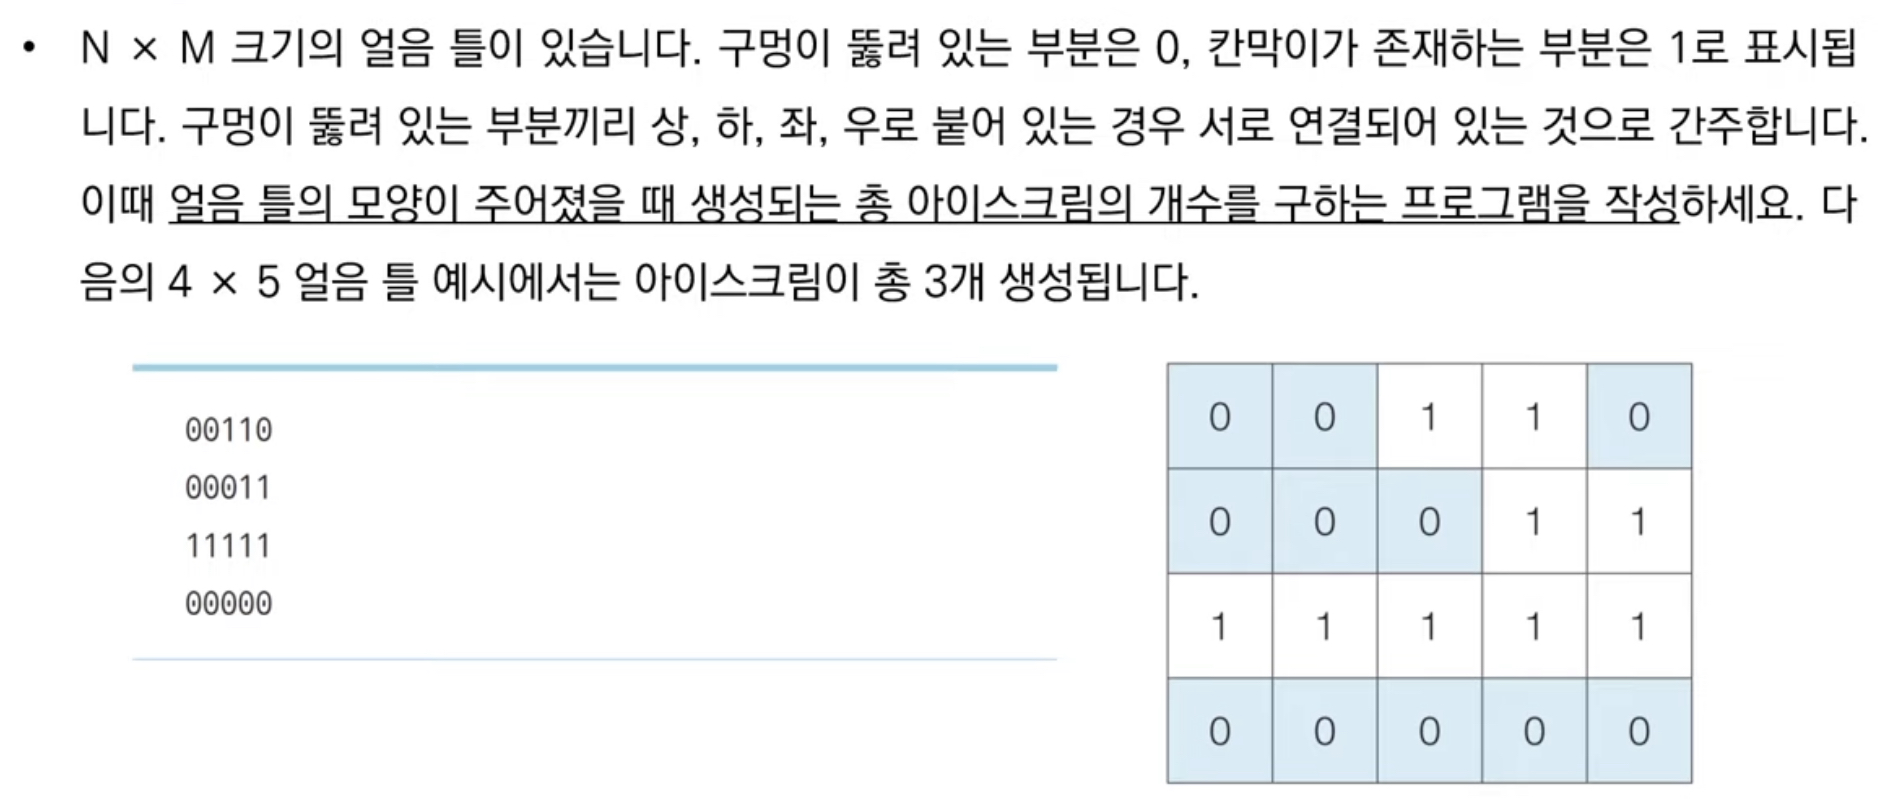 • N × M 크기의 얼음 틀이 있습니다. 구멍이 뚫려 있는 부분은 0, 칸막이가 존재하는 부분은 1로 표시됩
니다. 구멍이 뚫려 있는 부분끼리 상, 하, 좌, 우로 붙어 있는 경우 서로 연결되어 있는 것으로 간주합니다.
이때 얼음 틀의 모양이 주어졌을 때 생성되는 총 아이스크림의 개수를 구하는 프로그램을 작성하세요. 다
음의 4 × 5 얼음 틀 예시에서는 아이스크림이 총 3개 생성됩니다.
00110
00011
11111
00000
0 0 1 1 0
0 0 0 1 1
1 1 1 1 1
0 0 0 0 0